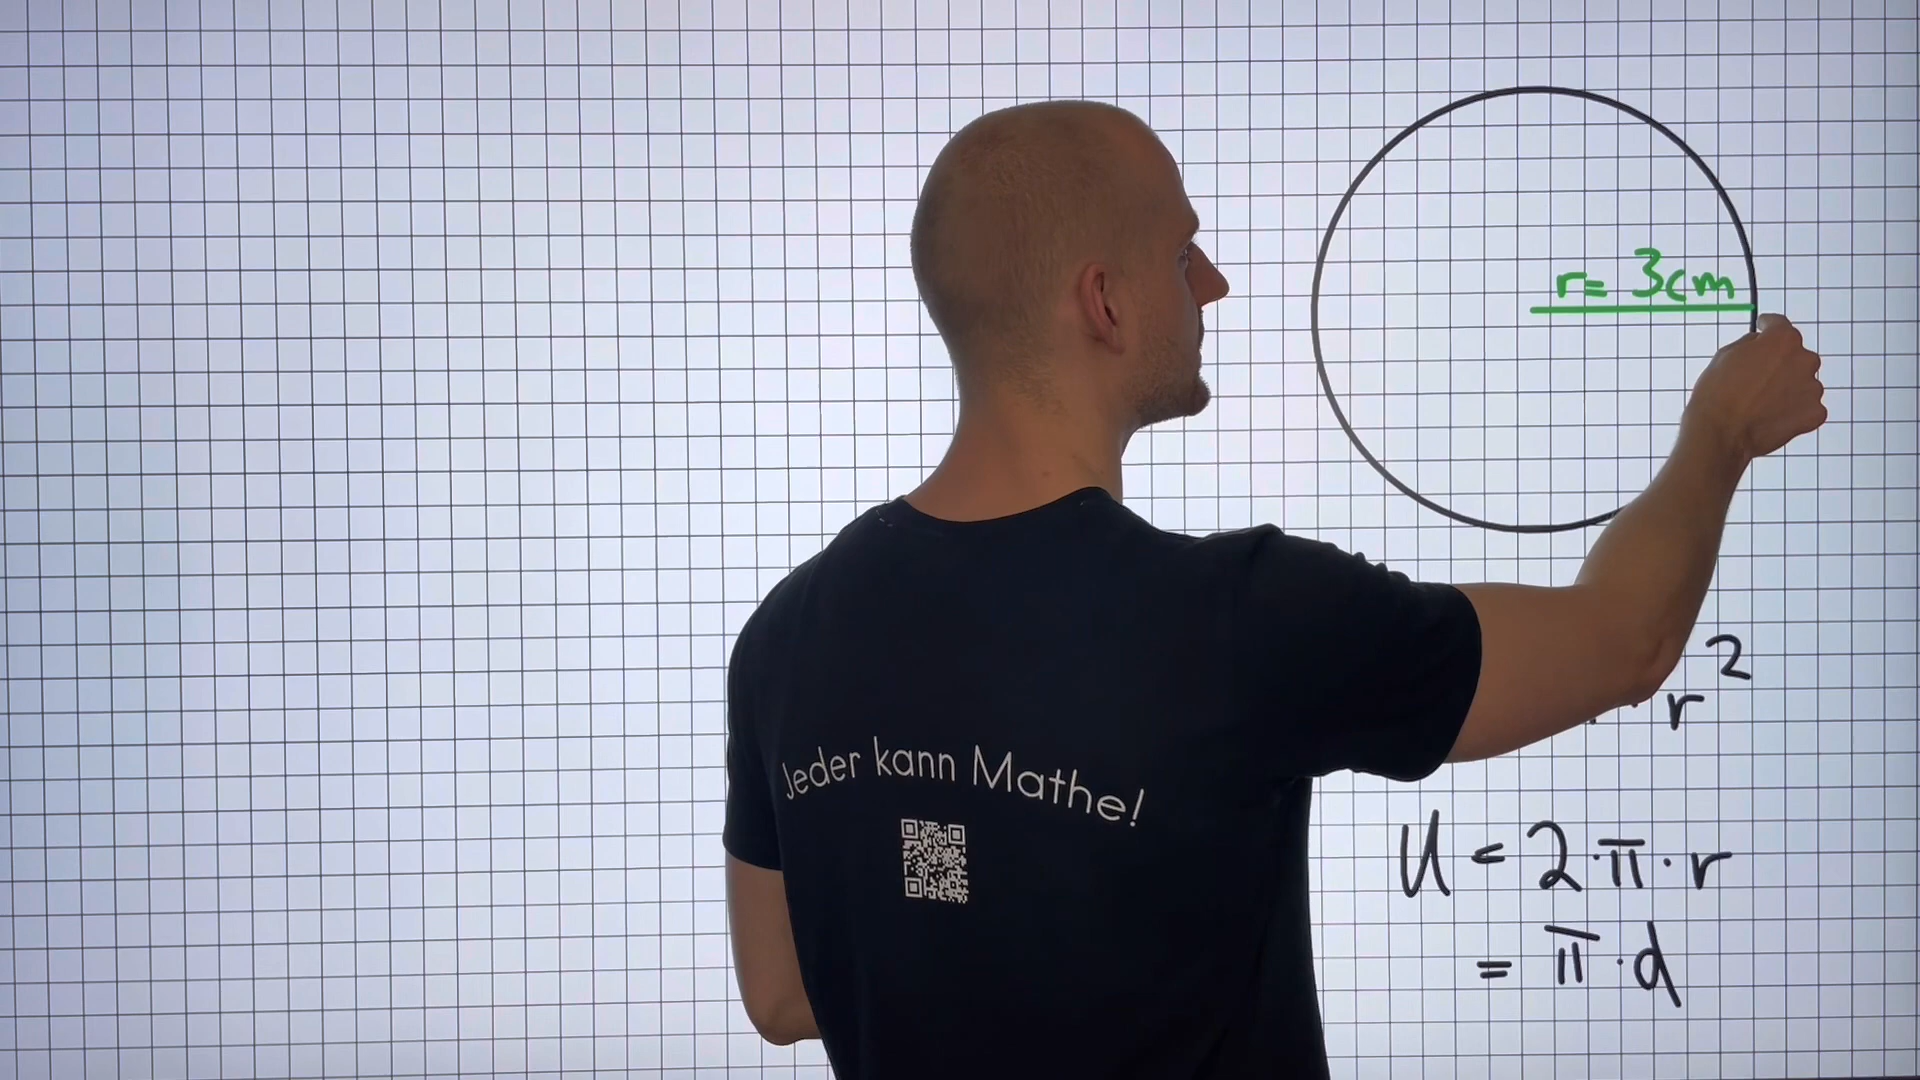 r = 3cm
r²
U = 2·π·r
= π·d
Jeder kann Mathe!